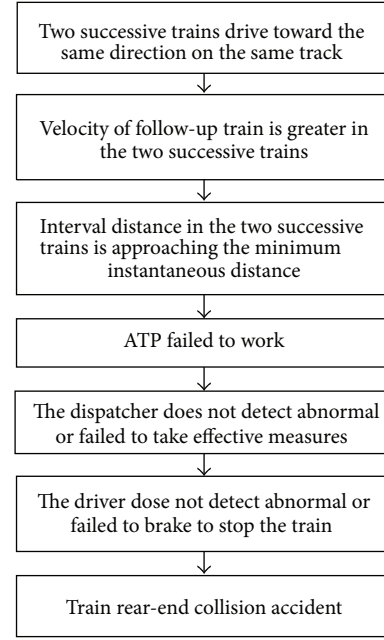 Two successive trains drive toward the
same direction on the same track
Velocity of follow-up train is greater in
the two successive trains
Interval distance in the two successive
trains is approaching the minimum
instantaneous distance
ATP failed to work
The dispatcher does not detect abnormal
or failed to take effective measures
The driver dose not detect abnormal or
failed to brake to stop the train
Train rear-end collision accident